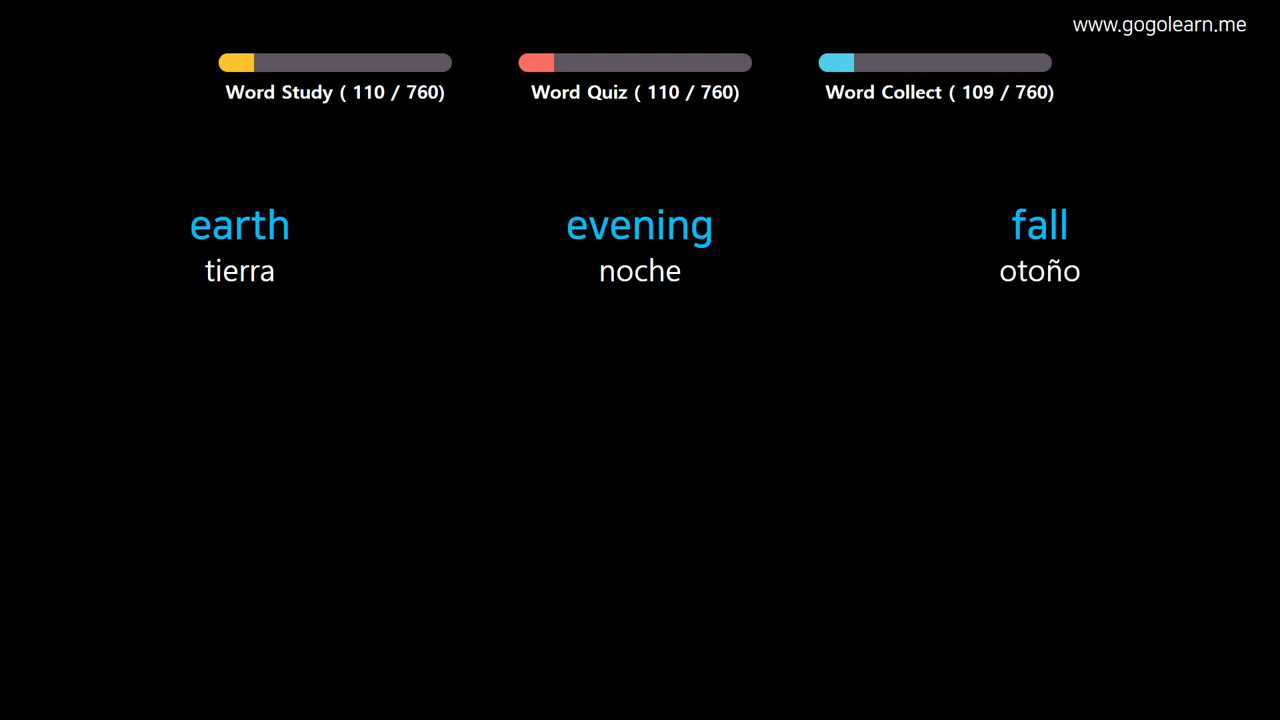 www.gogolearn.me
Word Study ( 110 / 760)
Word Quiz ( 110 / 760)
Word Collect ( 109 / 760)
earth
tierra
evening
noche
fall
otoño